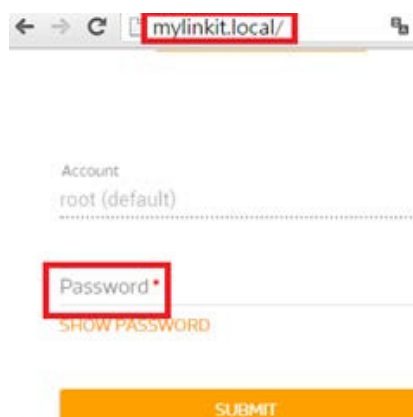 mylinkit.local/
Account
root (default)
Password *
SHOW PASSWORD
SUBMIT